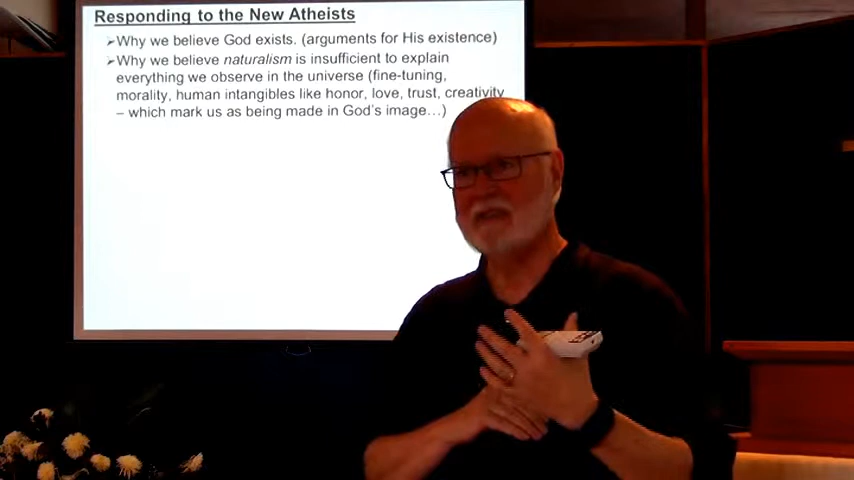 Responding to the New Atheists
➢Why we believe God exists. (arguments for His existence)
➢Why we believe naturalism is insufficient to explain
everything we observe in the universe (fine-tuning,
morality, human intangibles like honor, love, trust, creativity
– which mark us as being made in God's image…)